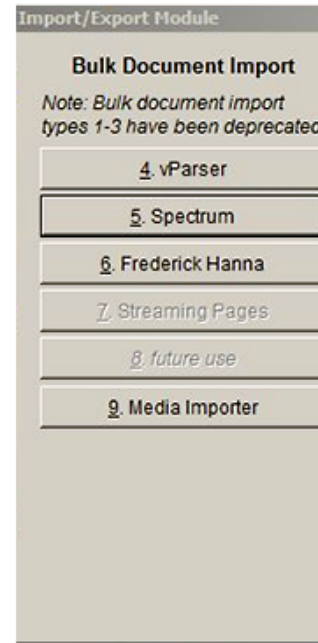 Import/Export Module
Bulk Document Import
Note: Bulk document import
types 1-3 have been deprecated
4. vParser
5. Spectrum
6. Frederick Hanna
7. Streaming Pages
8. future use
9. Media Importer